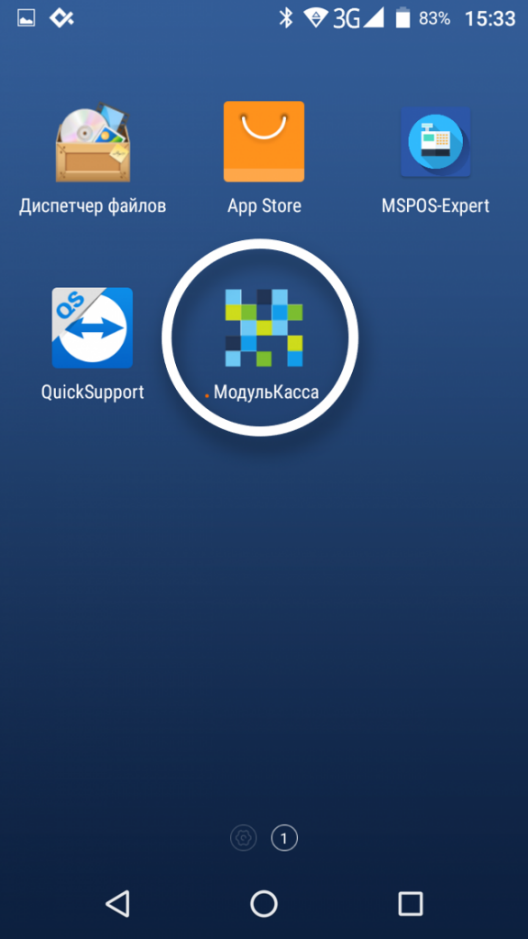 3G 83% 15:33
Диспетчер файлов App Store MSPOS-Expert
QS
QuickSupport МодульКасса
1